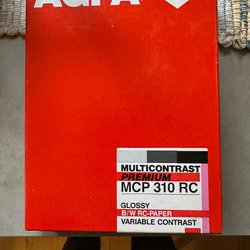 AGFA
MULTICONTRAST
PREMIUM
MCP 310 RC
GLOSSY
B/W RC-PAPER
VARIABLE CONTRAST